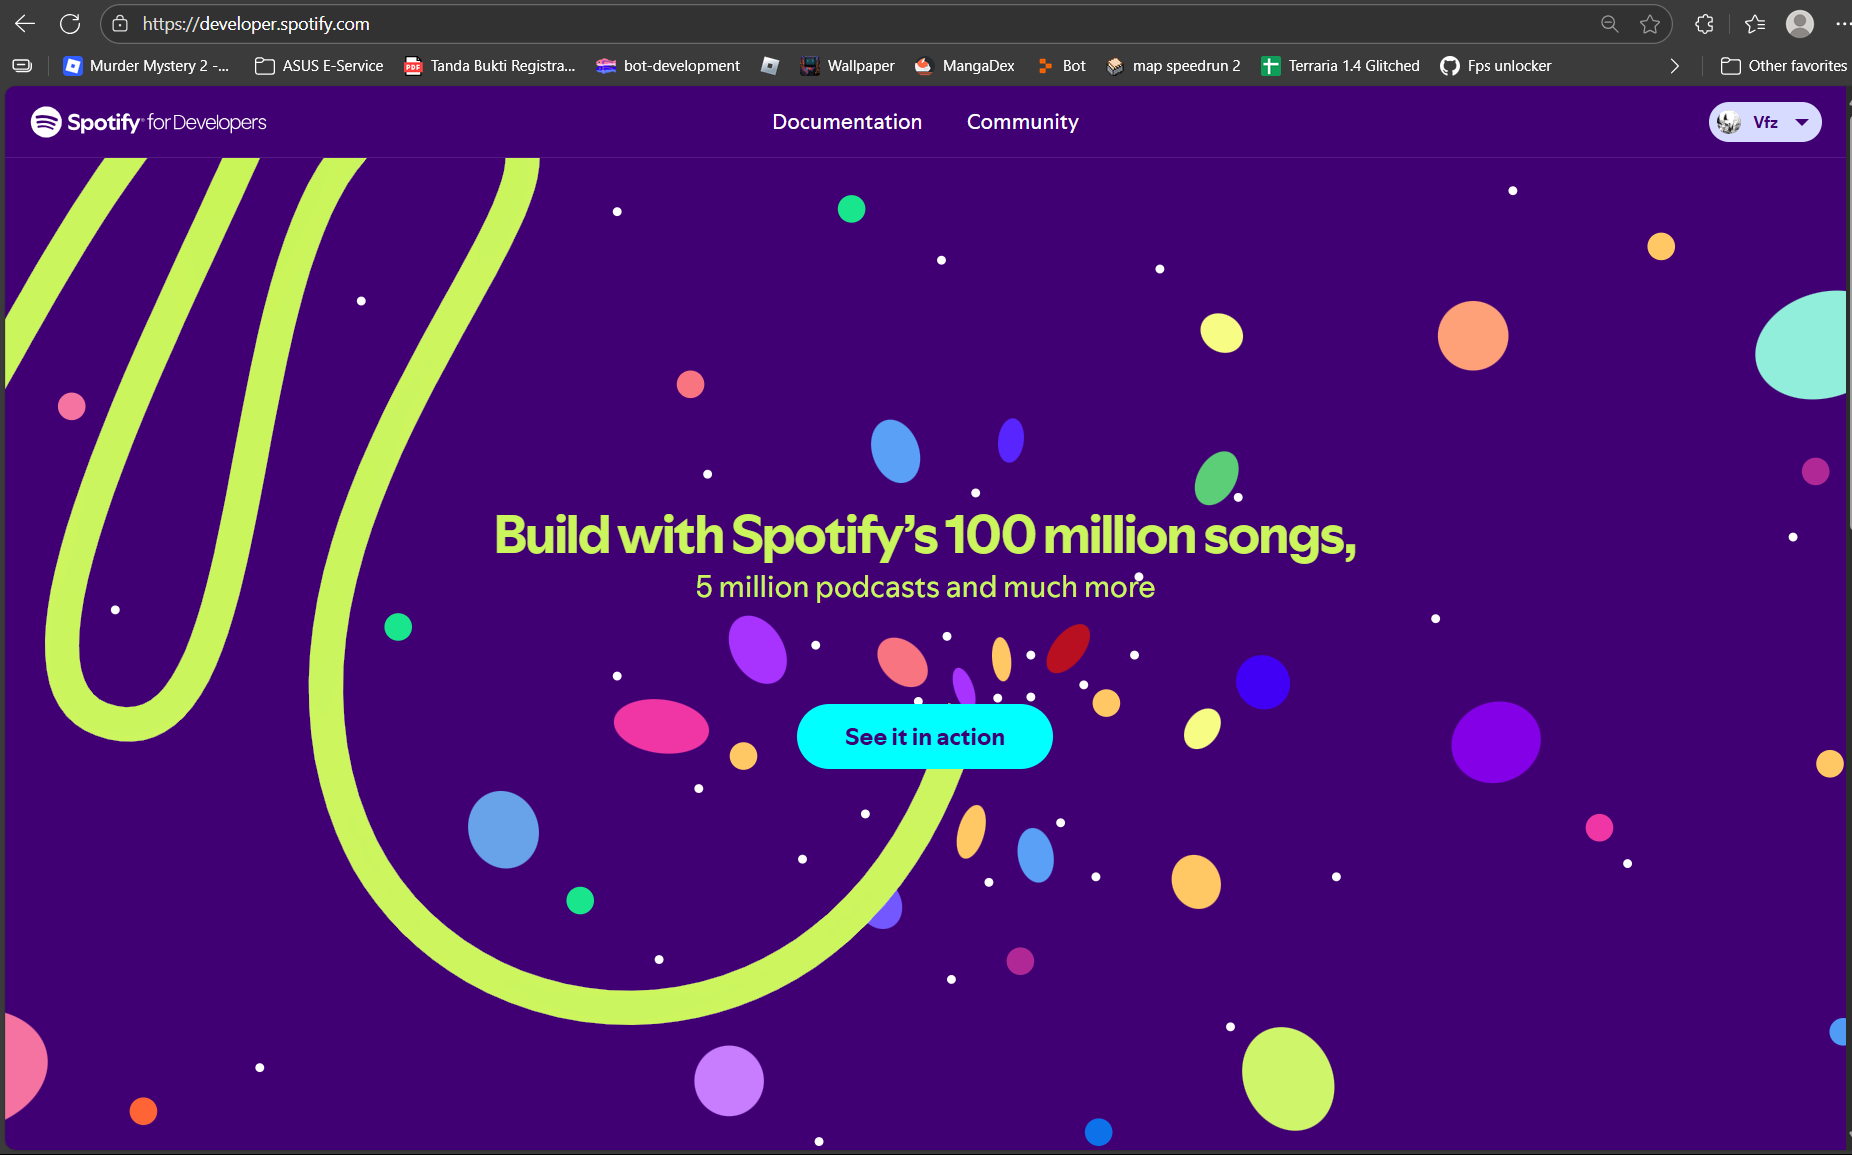 https://developer.spotify.com
Murder Mystery 2 -...
ASUS E-Service
Tanda Bukti Registra...
bot-development
Wallpaper
MangaDex
Bot
map speedrun 2
Terraria 1.4 Glitched
Fps unlocker
Other favorites
Spotify for Developers
Documentation
Community
Vfz
Build with Spotify's 100 million songs,
5 million podcasts and much more
See it in action